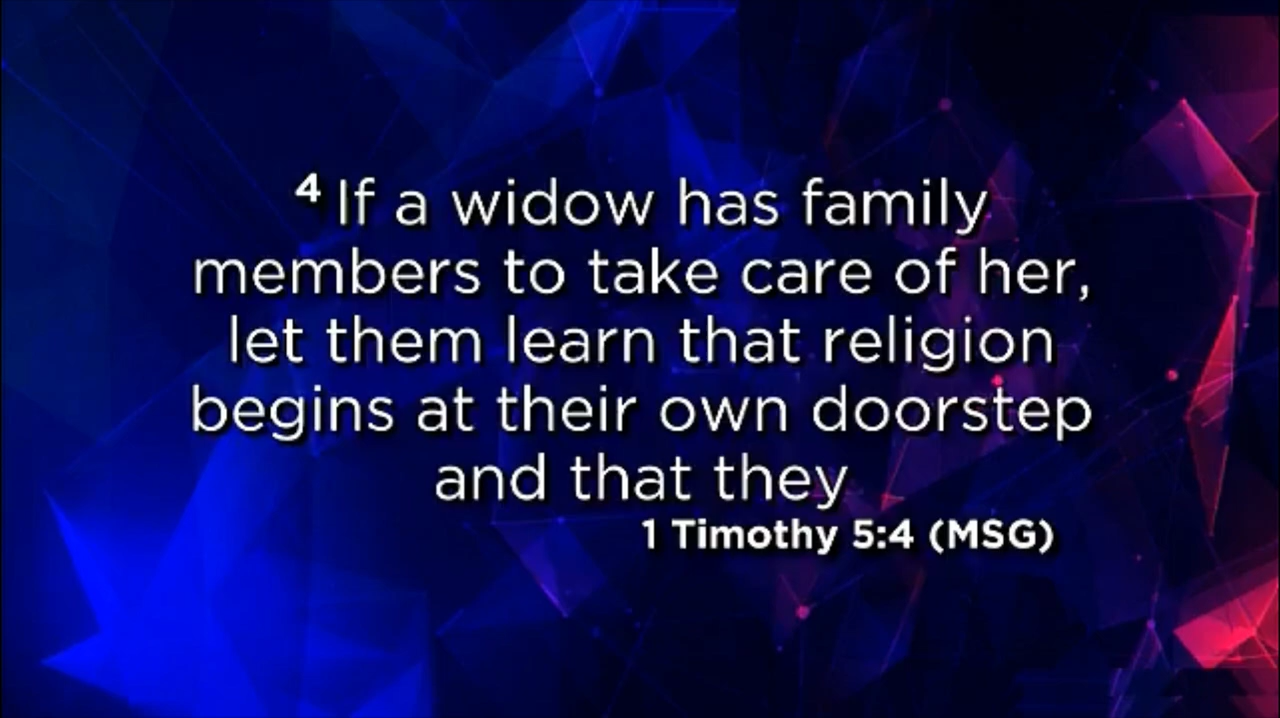 4 If a widow has family
members to take care of her,
let them learn that religion
begins at their own doorstep
and that they
1 Timothy 5:4 (MSG)